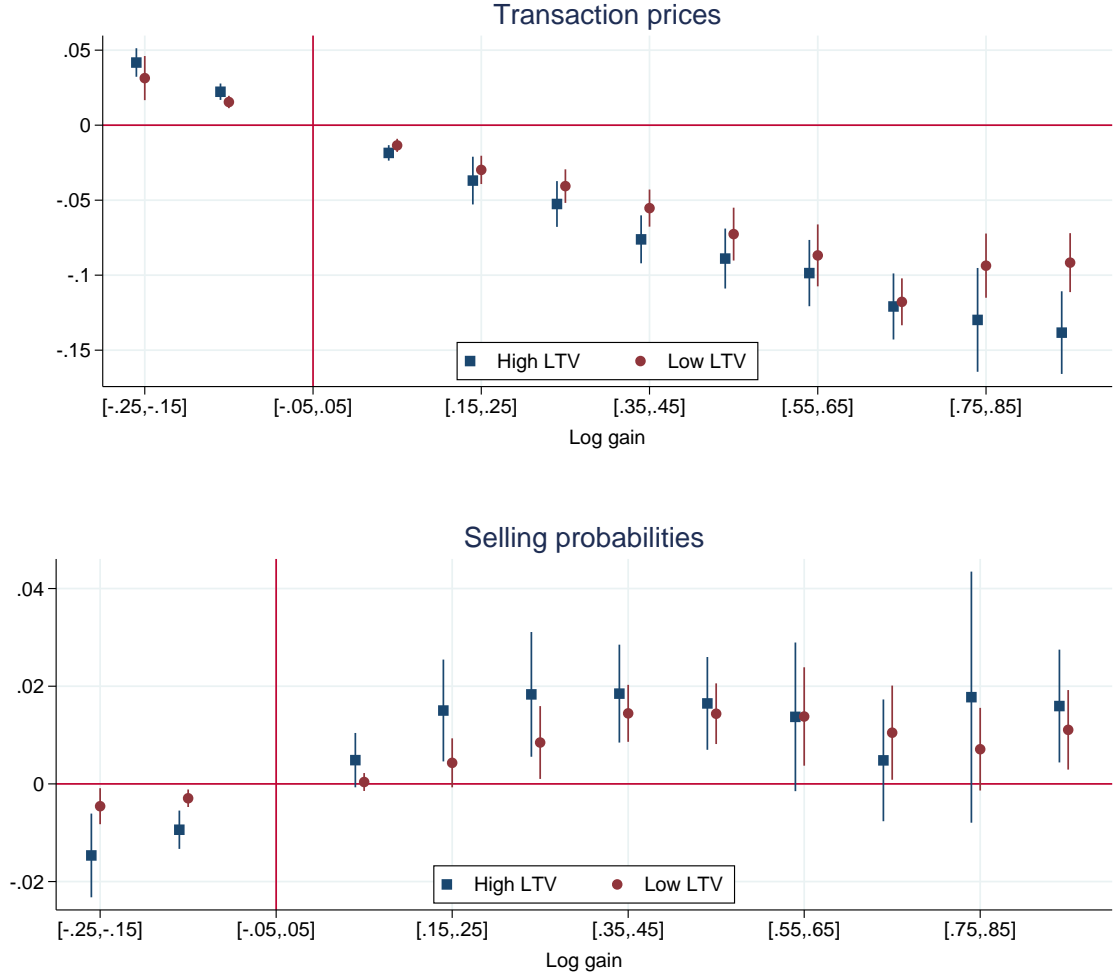 Transaction prices
.05
0
-.05
-.1
-.15
High LTV Low LTV
[-.25,-.15] [-.05,.05] [.15,.25] [.35,.45] [.55,.65] [.75,.85]
Log gain
Selling probabilities
.04
.02
0
-.02
High LTV Low LTV
[-.25,-.15] [-.05,.05] [.15,.25] [.35,.45] [.55,.65] [.75,.85]
Log gain